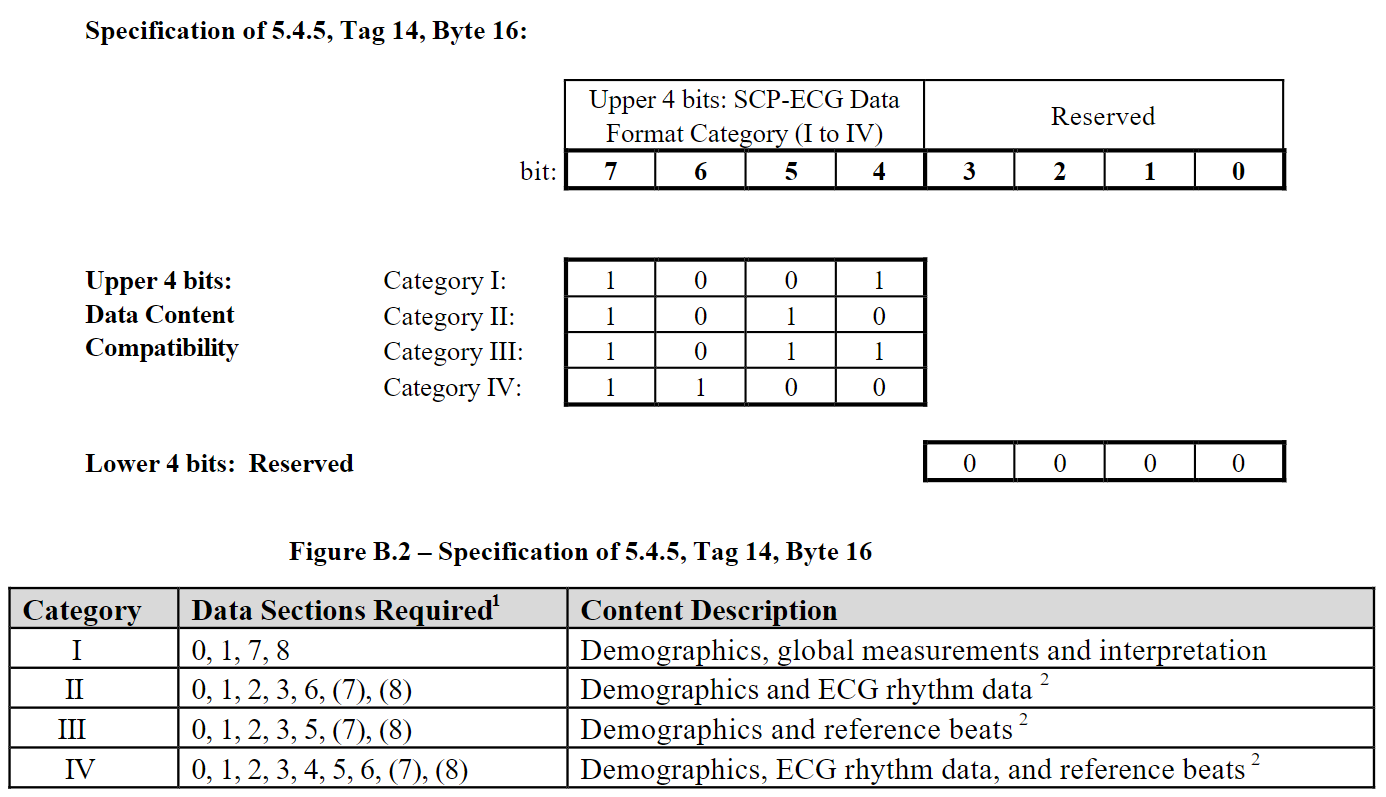 Specification of 5.4.5, Tag 14, Byte 16:
Upper 4 bits: SCP-ECG Data
Format Category (I to IV)
Reserved
bit: 7 6 5 4 3 2 1 0
Upper 4 bits:
Data Content
Compatibility
Category I: 1 0 0 1
Category II: 1 0 1 0
Category III: 1 0 1 1
Category IV: 1 1 0 0
Lower 4 bits: Reserved 0 0 0 0
Figure B.2 – Specification of 5.4.5, Tag 14, Byte 16
Category Data Sections Required¹ Content Description
I 0, 1, 7, 8 Demographics, global measurements and interpretation
II 0, 1, 2, 3, 6, (7), (8) Demographics and ECG rhythm data ²
III 0, 1, 2, 3, 5, (7), (8) Demographics and reference beats ²
IV 0, 1, 2, 3, 4, 5, 6, (7), (8) Demographics, ECG rhythm data, and reference beats ²